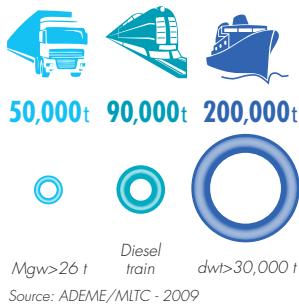 50,000t 90,000t 200,000t
Diesel
Mgw>26 t train dwt>30,000 t
Source: ADEME/MLTC - 2009